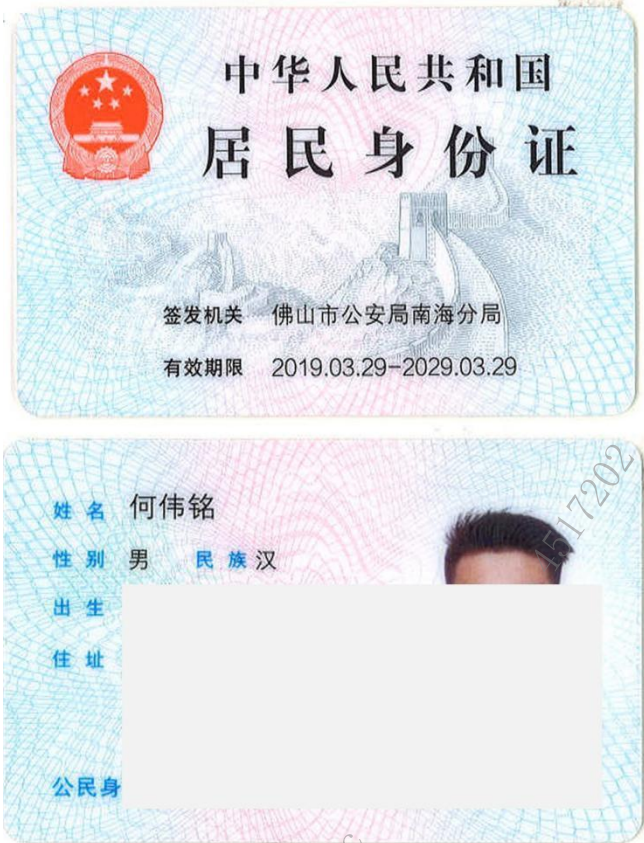 中华人民共和国
居民身份证
签发机关 佛山市公安局南海分局
有效期限 2019.03.29-2029.03.29
姓名 何伟铭
性别 男 民族 汉
出生
住址
公民身
1517202